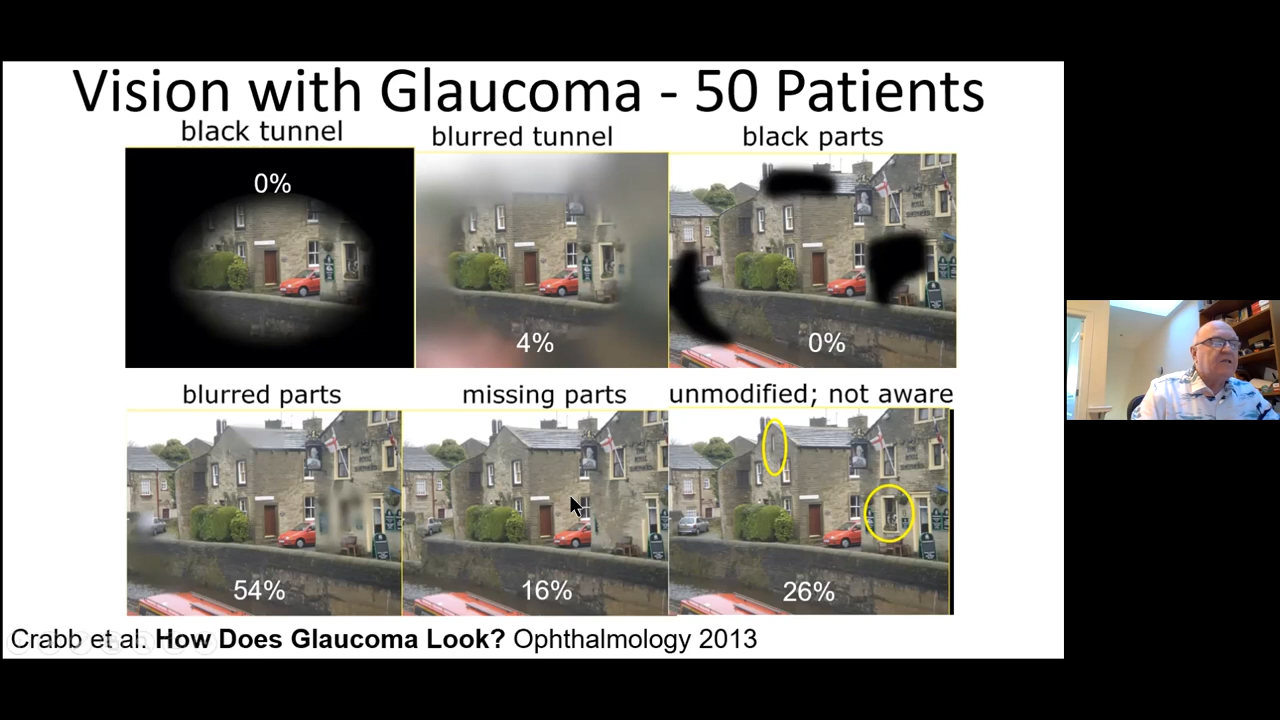 Vision with Glaucoma - 50 Patients
black tunnel
blurred tunnel
black parts
0%
4%
0%
blurred parts
missing parts
unmodified; not aware
54%
16%
26%
Crabb et al. How Does Glaucoma Look? Ophthalmology 2013